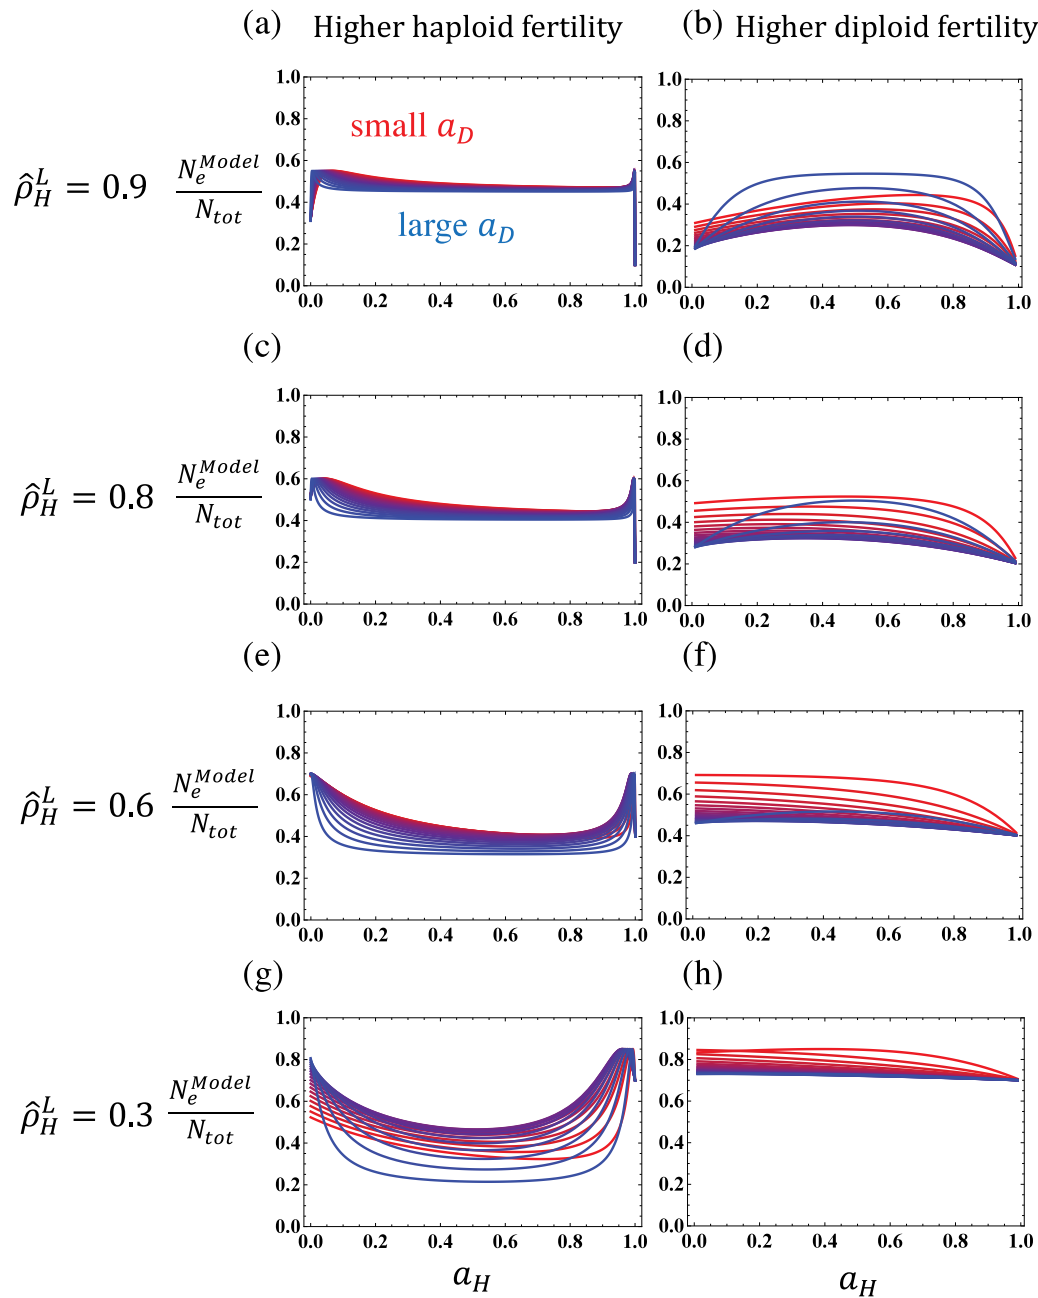 (a) Higher haploid fertility (b) Higher diploid fertility
1.0 1.0
0.8 0.8
small a_D
0.6 0.6
ρ̂_H^L = 0.9 N_e^Model / N_tot
0.4 0.4
large a_D
0.2 0.2
0.0 0.0
0.0 0.2 0.4 0.6 0.8 1.0 0.0 0.2 0.4 0.6 0.8 1.0
(c) (d)
1.0 1.0
0.8 0.8
0.6 0.6
ρ̂_H^L = 0.8 N_e^Model / N_tot
0.4 0.4
0.2 0.2
0.0 0.0
0.0 0.2 0.4 0.6 0.8 1.0 0.0 0.2 0.4 0.6 0.8 1.0
(e) (f)
1.0 1.0
0.8 0.8
0.6 0.6
ρ̂_H^L = 0.6 N_e^Model / N_tot
0.4 0.4
0.2 0.2
0.0 0.0
0.0 0.2 0.4 0.6 0.8 1.0 0.0 0.2 0.4 0.6 0.8 1.0
(g) (h)
1.0 1.0
0.8 0.8
0.6 0.6
ρ̂_H^L = 0.3 N_e^Model / N_tot
0.4 0.4
0.2 0.2
0.0 0.0
0.0 0.2 0.4 0.6 0.8 1.0 0.0 0.2 0.4 0.6 0.8 1.0
a_H a_H